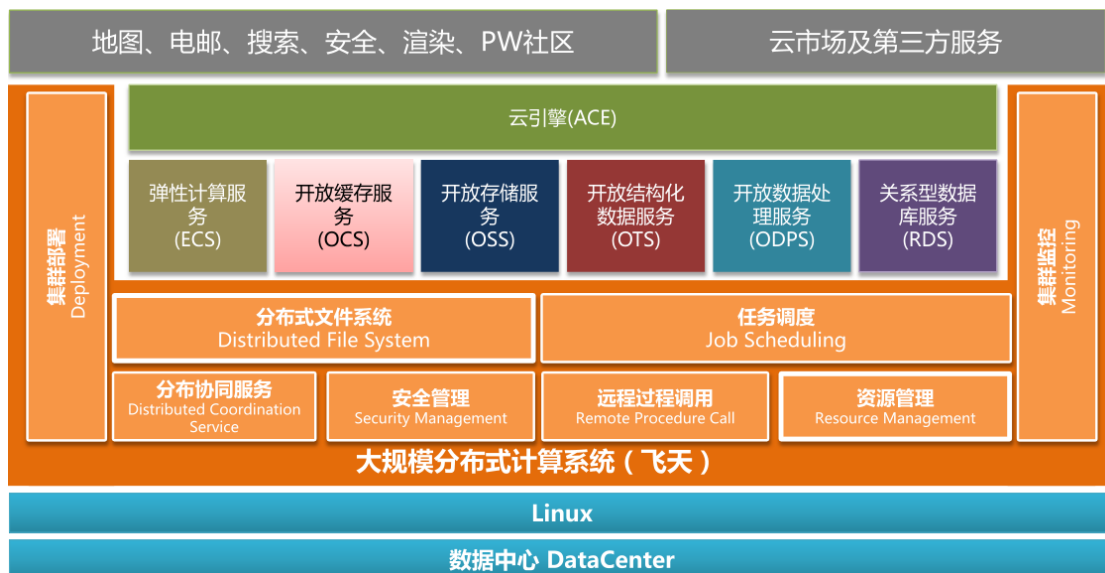 地图、电邮、搜索、安全、渲染、PW社区
云市场及第三方服务
云引擎(ACE)
弹性计算服
务
(ECS)
开放缓存服
务
(OCS)
开放存储服
务
(OSS)
开放结构化
数据服务
(OTS)
开放数据处
理服务
(ODPS)
关系型数据
库服务
(RDS)
集群部署
Deployment
集群监控
Monitoring
分布式文件系统
Distributed File System
任务调度
Job Scheduling
分布协同服务
Distributed Coordination
Service
安全管理
Security Management
远程过程调用
Remote Procedure Call
资源管理
Resource Management
大规模分布式计算系统（飞天）
Linux
数据中心 DataCenter